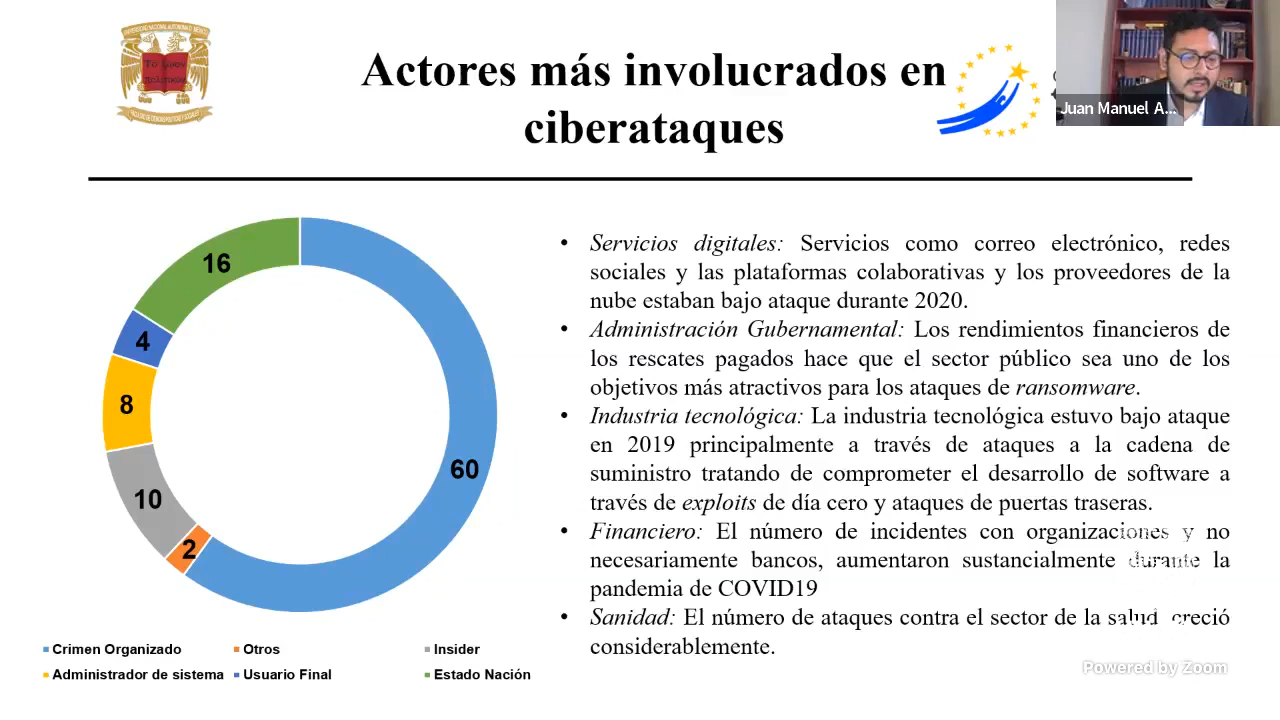 Actores más involucrados en
ciberataques
Juan Manuel A...
16
4
8
10
2
60
Crimen Organizado
Otros
Insider
Administrador de sistema
Usuario Final
Estado Nación
• Servicios digitales: Servicios como correo electrónico, redes
sociales y las plataformas colaborativas y los proveedores de la
nube estaban bajo ataque durante 2020.
• Administración Gubernamental: Los rendimientos financieros de
los rescates pagados hace que el sector público sea uno de los
objetivos más atractivos para los ataques de ransomware.
• Industria tecnológica: La industria tecnológica estuvo bajo ataque
en 2019 principalmente a través de ataques a la cadena de
suministro tratando de comprometer el desarrollo de software a
través de exploits de día cero y ataques de puertas traseras.
• Financiero: El número de incidentes con organizaciones y no
necesariamente bancos, aumentaron sustancialmente durante la
pandemia de COVID19
• Sanidad: El número de ataques contra el sector de la salud creció
considerablemente.
Powered by Zoom